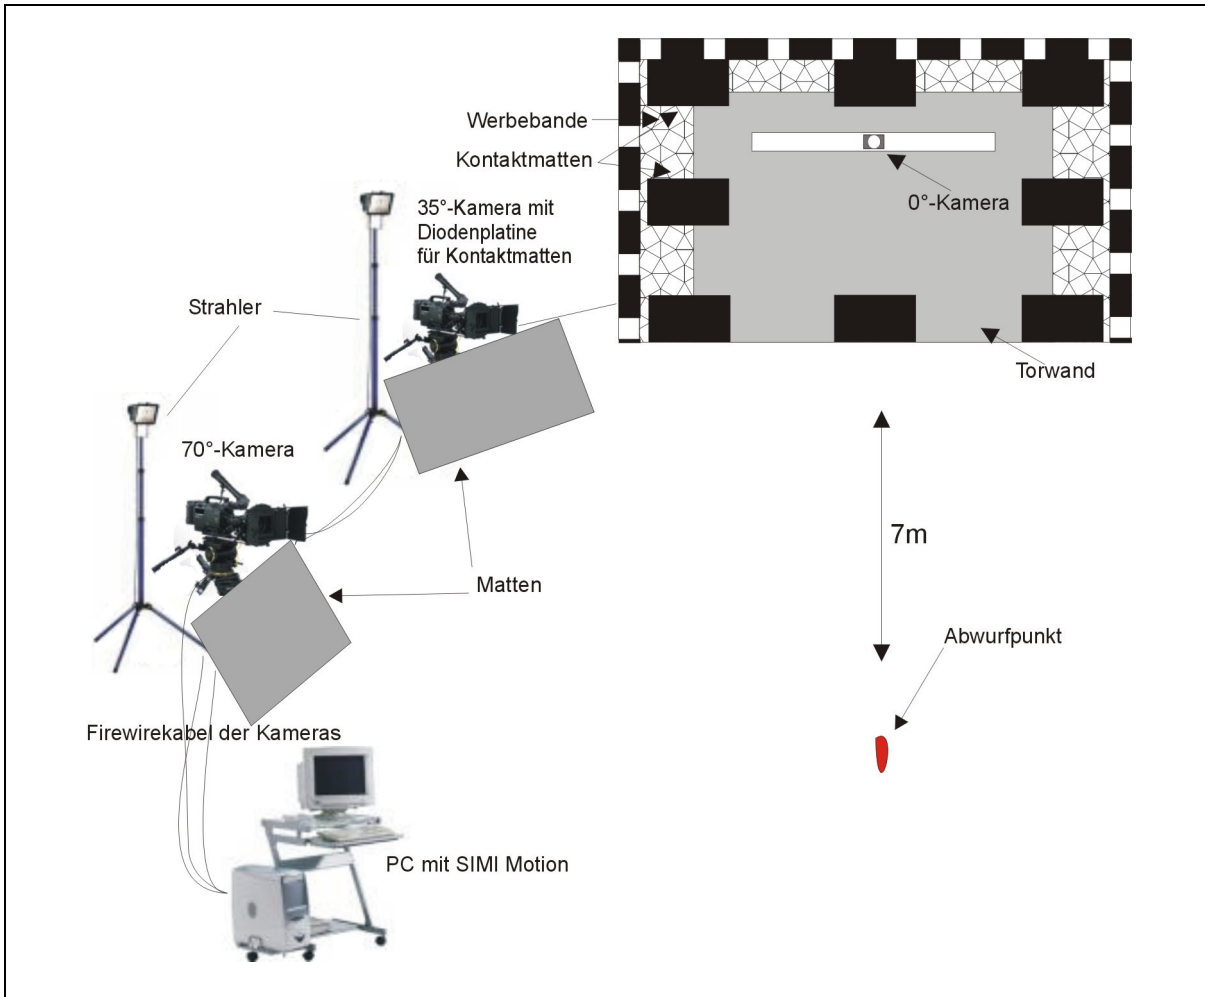 Werbebande
Kontaktmatten
0°-Kamera
35°-Kamera mit
Diodenplatine
für Kontaktmatten
Strahler
Torwand
70°-Kamera
7m
Matten
Abwurfpunkt
Firewirekabel der Kameras
PC mit SIMI Motion